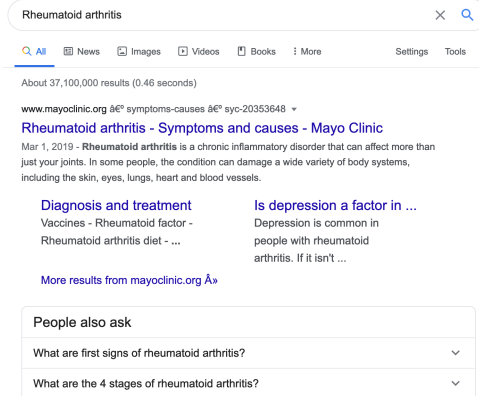 Rheumatoid arthritis
All News Images Videos Books More Settings Tools
About 37,100,000 results (0.46 seconds)
www.mayoclinic.org â€º symptoms-causes â€º syc-20353648
Rheumatoid arthritis - Symptoms and causes - Mayo Clinic
Mar 1, 2019 - Rheumatoid arthritis is a chronic inflammatory disorder that can affect more than
just your joints. In some people, the condition can damage a wide variety of body systems,
including the skin, eyes, lungs, heart and blood vessels.
Diagnosis and treatment
Vaccines - Rheumatoid factor -
Rheumatoid arthritis diet - ...
Is depression a factor in ...
Depression is common in
people with rheumatoid
arthritis. If it isn't ...
More results from mayoclinic.org Â»
People also ask
What are first signs of rheumatoid arthritis?
What are the 4 stages of rheumatoid arthritis?